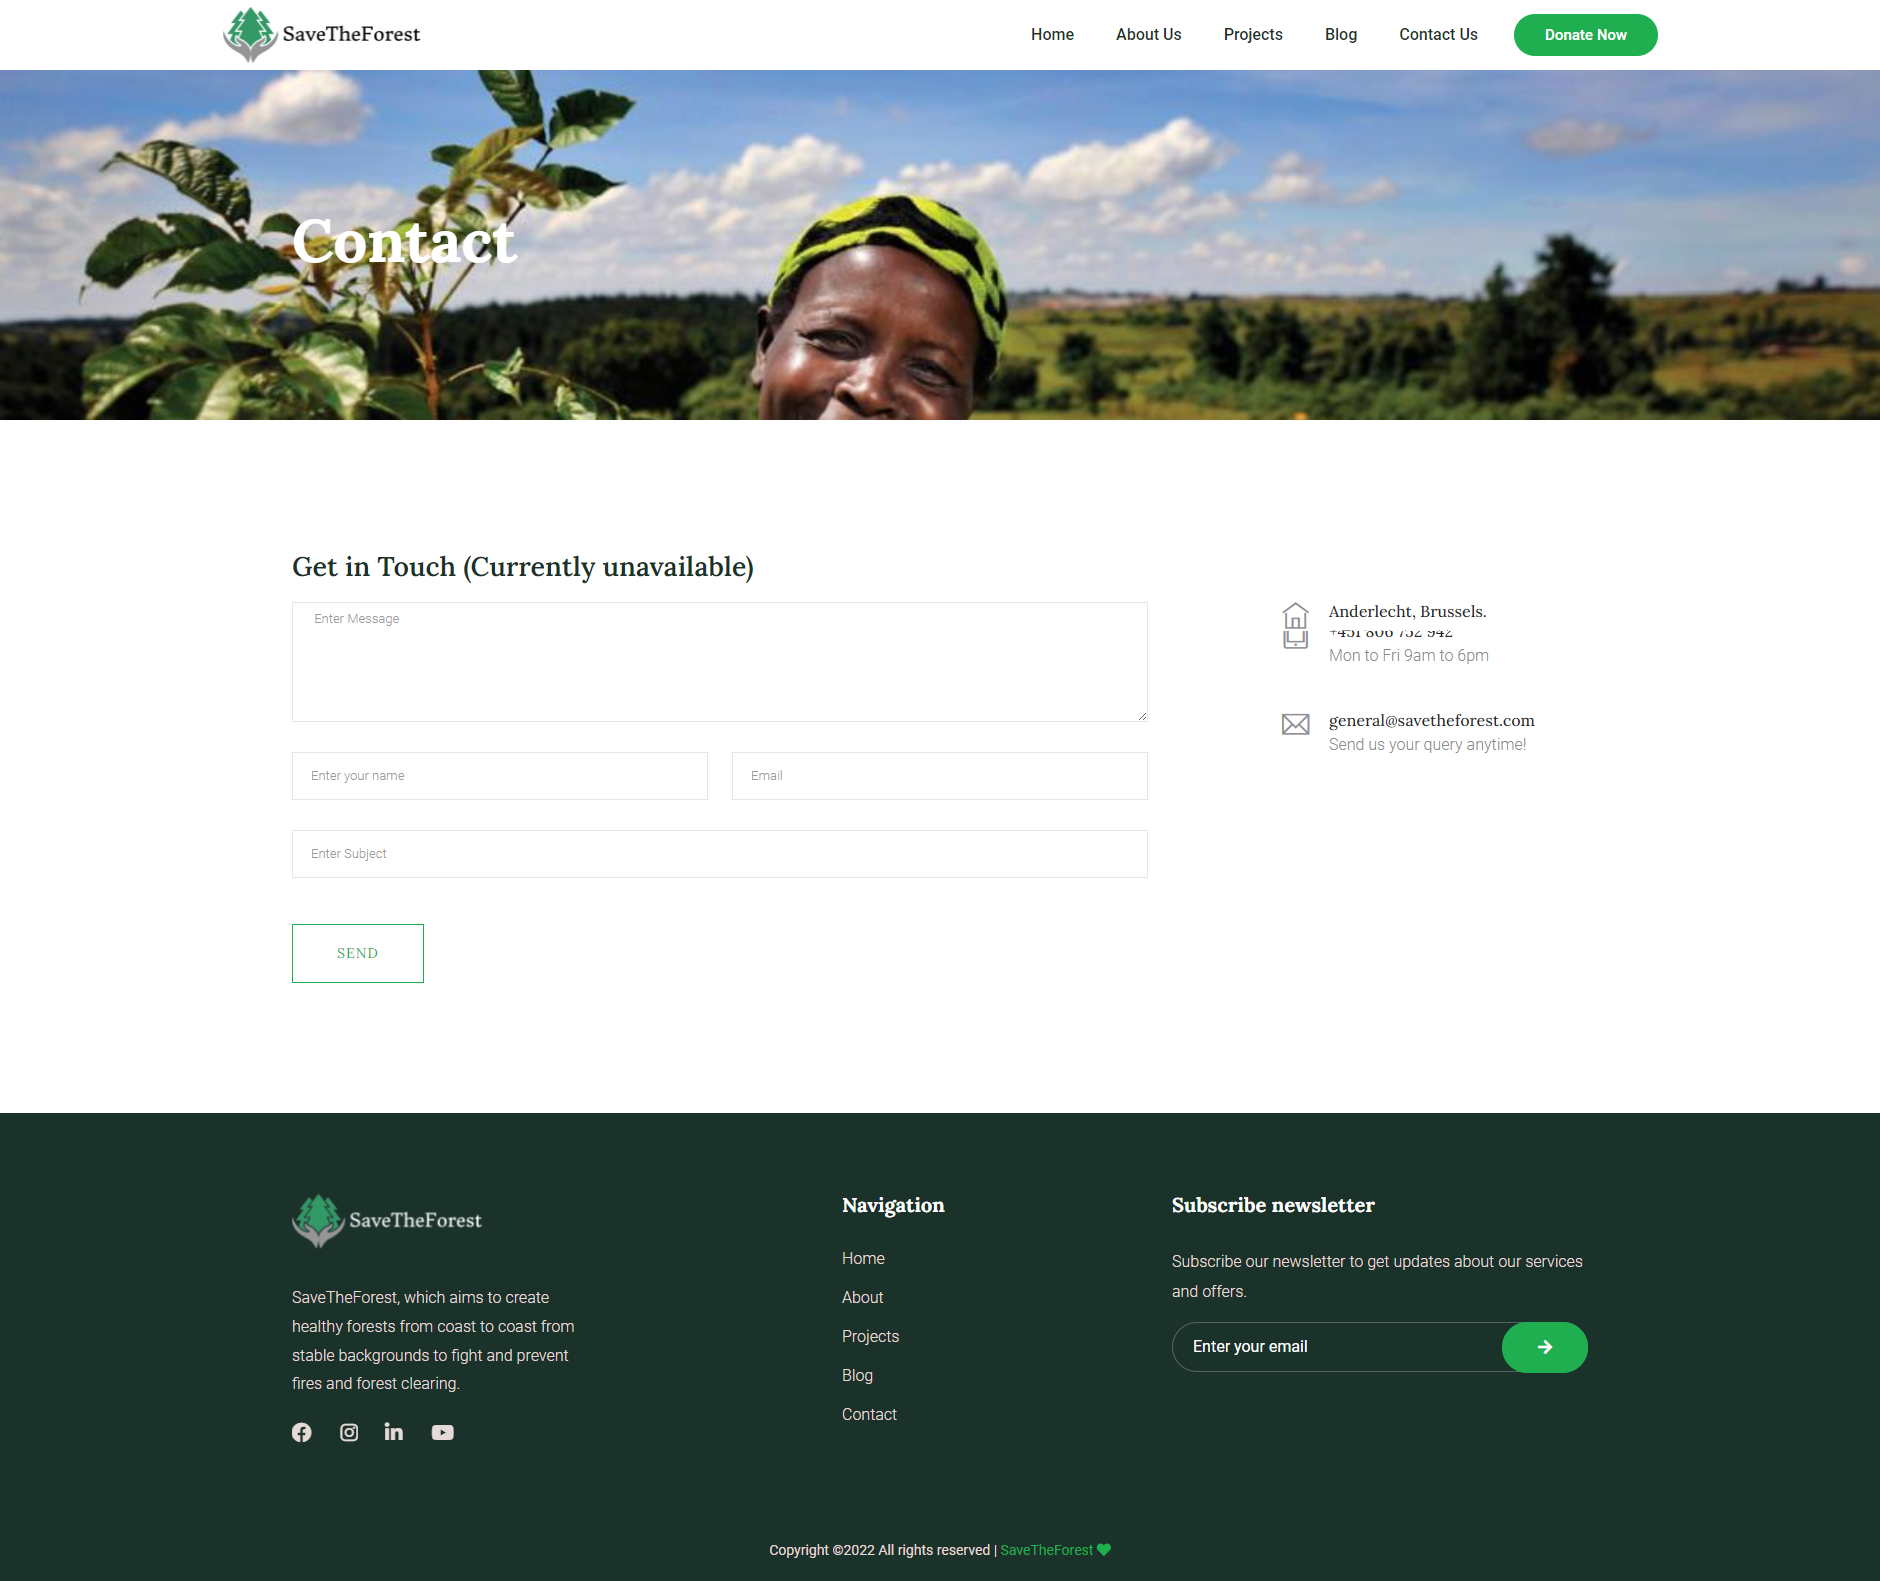 SaveTheForest
Home About Us Projects Blog Contact Us Donate Now
Contact
Get in Touch (Currently unavailable)
Enter Message
Enter your name
Email
Enter Subject
SEND
Anderlecht, Brussels.
Mon to Fri 9am to 6pm
general@savetheforest.com
Send us your query anytime!
SaveTheForest
SaveTheForest, which aims to create
healthy forests from coast to coast from
stable backgrounds to fight and prevent
fires and forest clearing.
Navigation
Home
About
Projects
Blog
Contact
Subscribe newsletter
Subscribe our newsletter to get updates about our services
and offers.
Enter your email
Copyright ©2022 All rights reserved | SaveTheForest